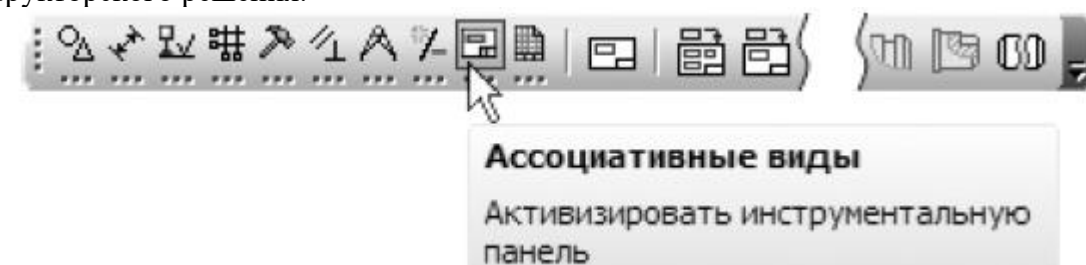 Ассоциативные виды
Активизировать инструментальную
панель